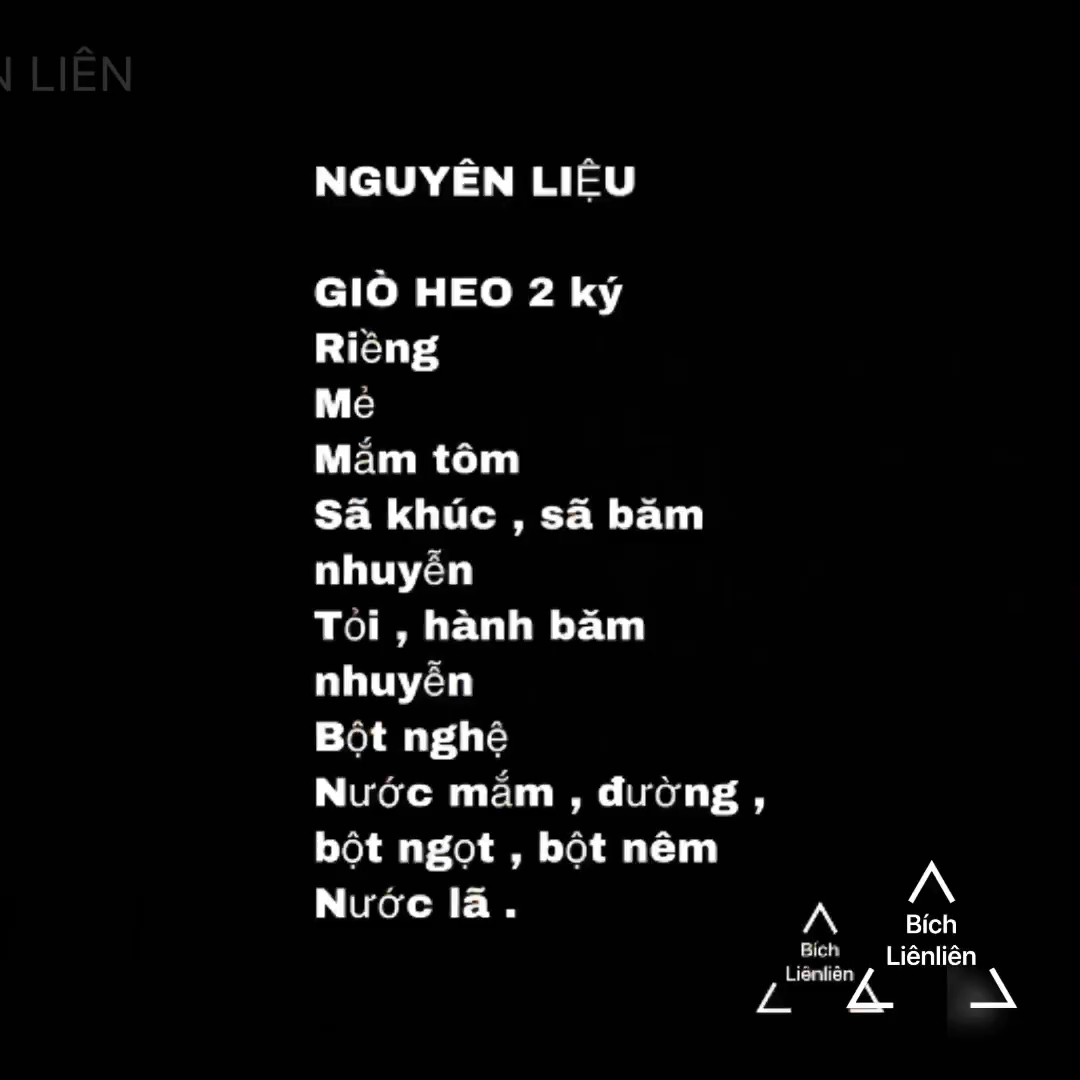 N LIÊN
NGUYÊN LIỆU
GIÒ HEO 2 ký
Riềng
Mẻ
Mắm tôm
Sã khúc , sã băm
nhuyễn
Tỏi , hành băm
nhuyễn
Bột nghệ
Nước mắm , đường ,
bột ngọt , bột nêm
Nước lã .
Bích
Liênliên
Bích
Liênliên